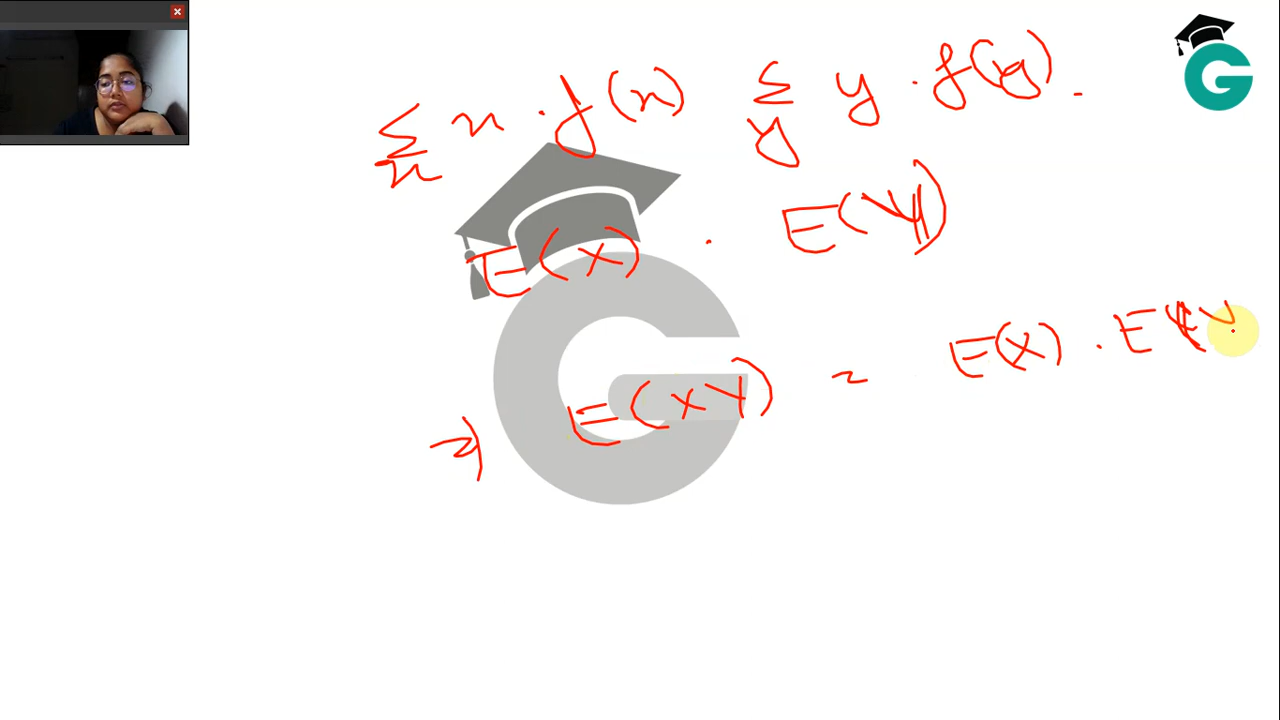 Σ x · f(x) Σ y · f(y) .
x y
E(X) · E(Y)
⇒ E(XY) = E(X) · E(Y